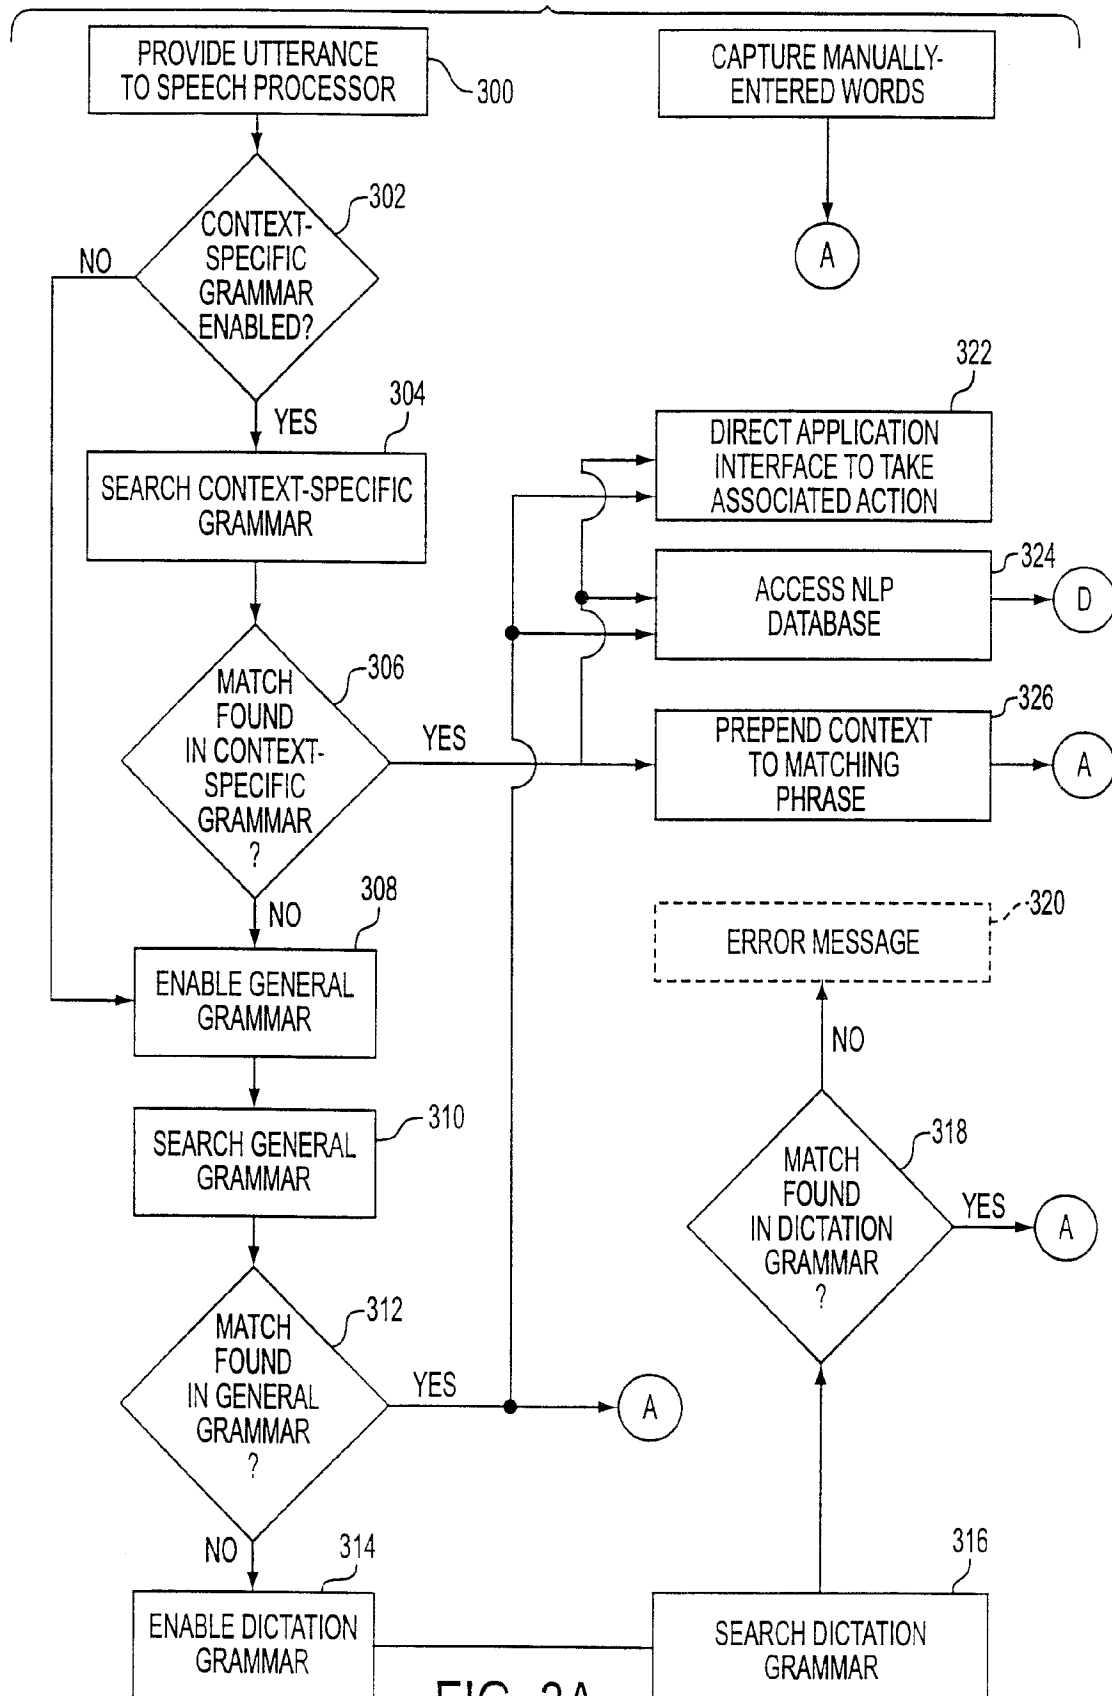 PROVIDE UTTERANCE
TO SPEECH PROCESSOR
300
CAPTURE MANUALLY-
ENTERED WORDS
A
302
CONTEXT-
SPECIFIC
GRAMMAR
ENABLED?
NO
YES
304
SEARCH CONTEXT-SPECIFIC
GRAMMAR
322
DIRECT APPLICATION
INTERFACE TO TAKE
ASSOCIATED ACTION
324
ACCESS NLP
DATABASE
D
306
MATCH
FOUND
IN CONTEXT-
SPECIFIC
GRAMMAR
?
YES
NO
326
PREPEND CONTEXT
TO MATCHING
PHRASE
A
308
ENABLE GENERAL
GRAMMAR
320
ERROR MESSAGE
NO
310
SEARCH GENERAL
GRAMMAR
318
MATCH
FOUND
IN DICTATION
GRAMMAR
?
YES
A
312
MATCH
FOUND
IN GENERAL
GRAMMAR
?
YES
A
NO
314
ENABLE DICTATION
GRAMMAR
316
SEARCH DICTATION
GRAMMAR